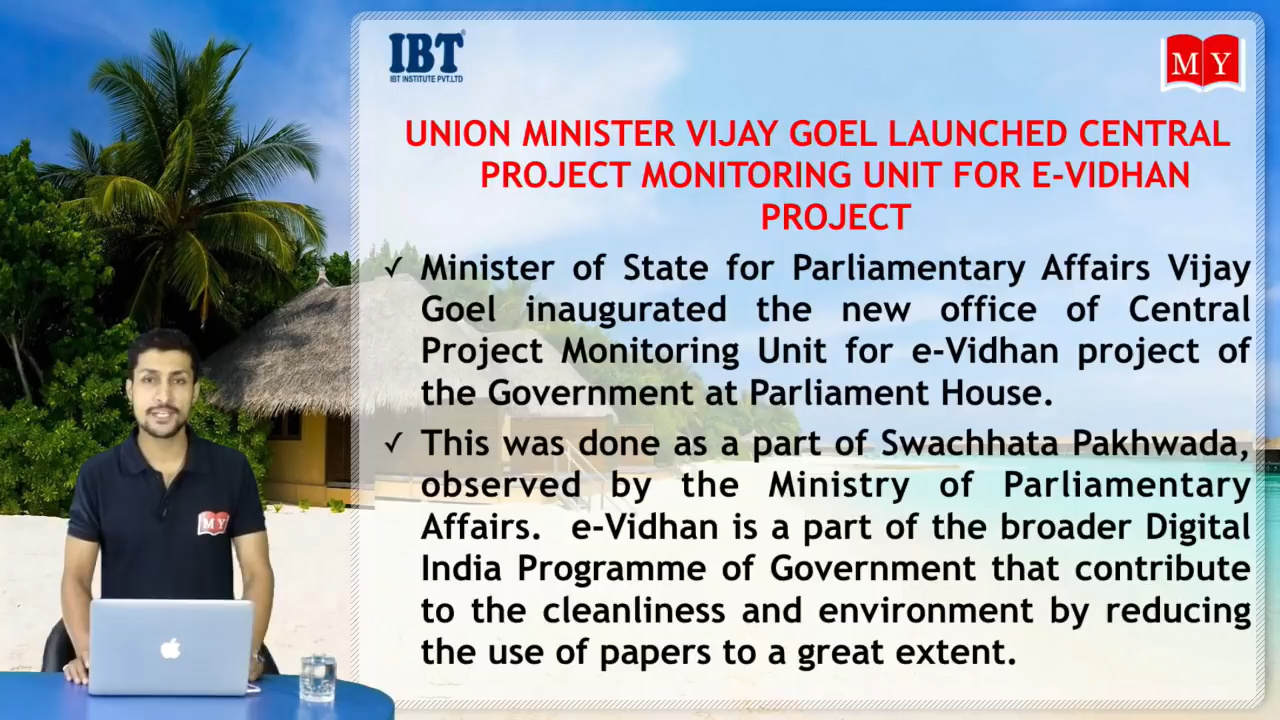 IBT
IBT INSTITUTE PVT.LTD
MY
UNION MINISTER VIJAY GOEL LAUNCHED CENTRAL
PROJECT MONITORING UNIT FOR E-VIDHAN
PROJECT
✓ Minister of State for Parliamentary Affairs Vijay
Goel inaugurated the new office of Central
Project Monitoring Unit for e-Vidhan project of
the Government at Parliament House.
✓ This was done as a part of Swachhata Pakhwada,
observed by the Ministry of Parliamentary
Affairs. e-Vidhan is a part of the broader Digital
India Programme of Government that contribute
to the cleanliness and environment by reducing
the use of papers to a great extent.
MY